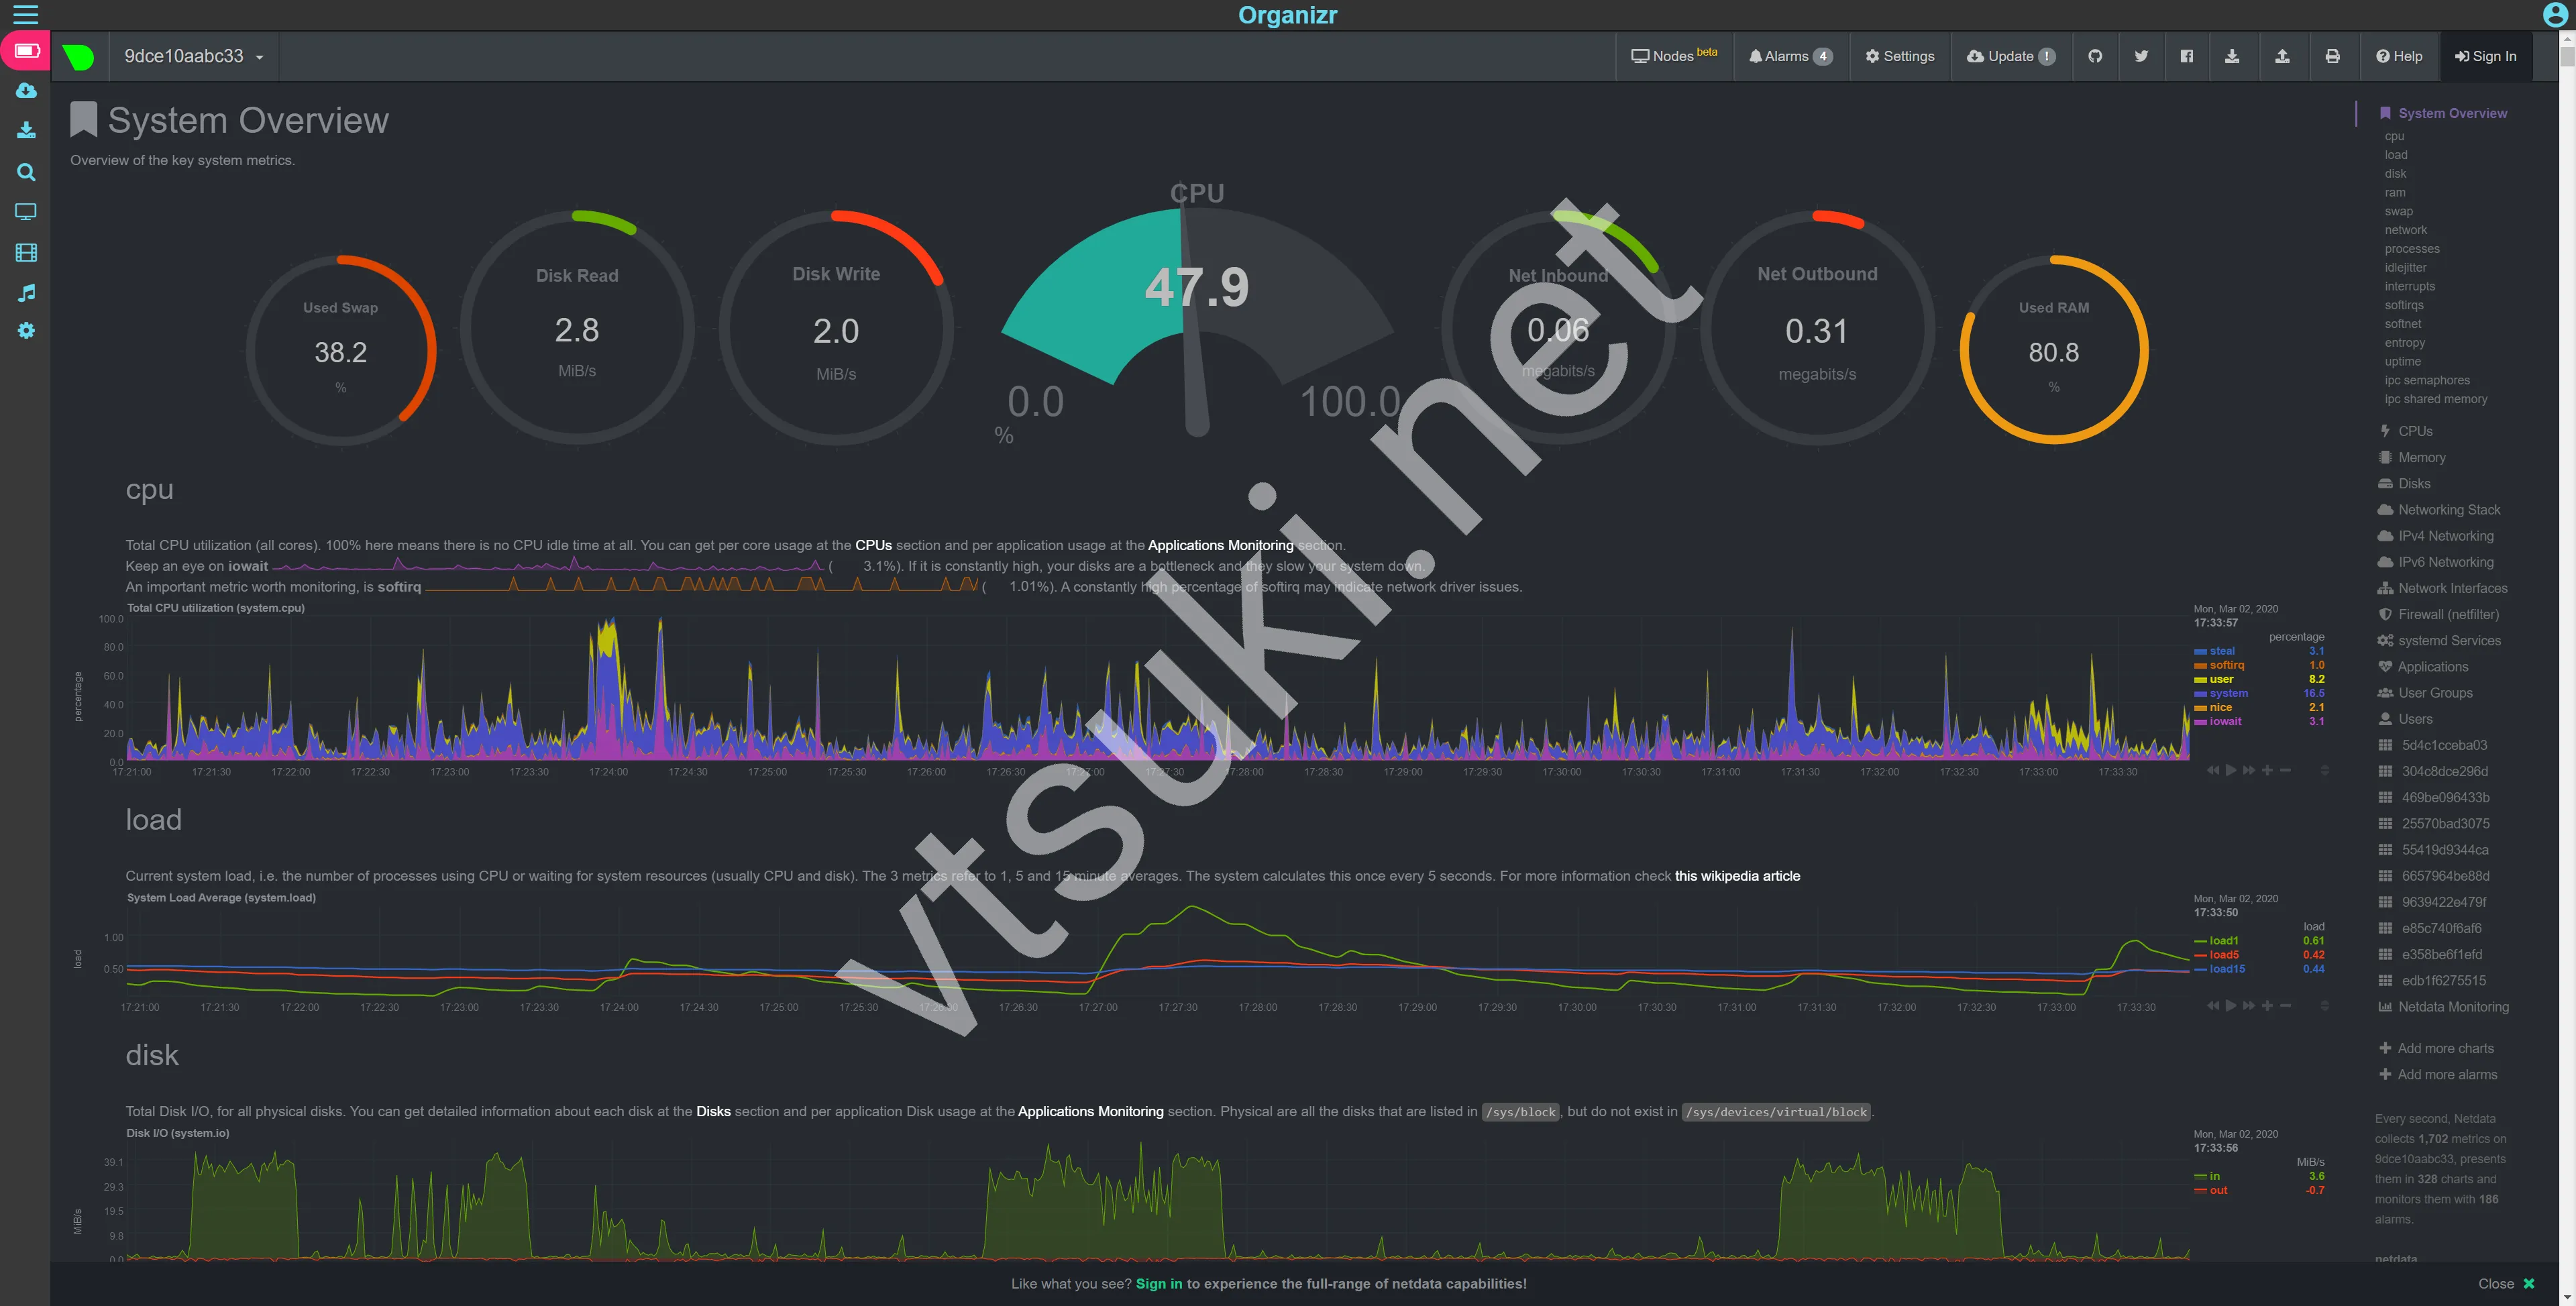 Organizr
9dce10aabc33
Nodes beta
Alarms 4
Settings
Update !
Help
Sign In
System Overview
Overview of the key system metrics.
Used Swap
38.2
%
Disk Read
2.8
MiB/s
Disk Write
2.0
MiB/s
CPU
47.9
0.0
100.0
%
Net Inbound
0.06
megabits/s
Net Outbound
0.31
megabits/s
Used RAM
80.8
%
cpu
Total CPU utilization (all cores). 100% here means there is no CPU idle time at all. You can get per core usage at the CPUs section and per application usage at the Applications Monitoring section.
Keep an eye on iowait ( 3.1%). If it is constantly high, your disks are a bottleneck and they slow your system down.
An important metric worth monitoring, is softirq ( 1.01%). A constantly high percentage of softirq may indicate network driver issues.
Total CPU utilization (system.cpu)
percentage
100.0
80.0
60.0
40.0
20.0
0.0
17:21:00 17:21:30 17:22:00 17:22:30 17:23:00 17:23:30 17:24:00 17:24:30 17:25:00 17:25:30 17:26:00 17:26:30 17:27:00 17:27:30 17:28:00 17:28:30 17:29:00 17:29:30 17:30:00 17:30:30 17:31:00 17:31:30 17:32:00 17:32:30 17:33:00 17:33:30
Mon, Mar 02, 2020
17:33:57
percentage
steal 3.1
softirq 1.0
user 8.2
system 16.5
nice 2.1
iowait 3.1
load
Current system load, i.e. the number of processes using CPU or waiting for system resources (usually CPU and disk). The 3 metrics refer to 1, 5 and 15 minute averages. The system calculates this once every 5 seconds. For more information check this wikipedia article
System Load Average (system.load)
load
1.00
0.50
17:21:00 17:21:30 17:22:00 17:22:30 17:23:00 17:23:30 17:24:00 17:24:30 17:25:00 17:25:30 17:26:00 17:26:30 17:27:00 17:27:30 17:28:00 17:28:30 17:29:00 17:29:30 17:30:00 17:30:30 17:31:00 17:31:30 17:32:00 17:32:30 17:33:00 17:33:30
Mon, Mar 02, 2020
17:33:50
load
load1 0.61
load5 0.42
load15 0.44
disk
Total Disk I/O, for all physical disks. You can get detailed information about each disk at the Disks section and per application Disk usage at the Applications Monitoring section. Physical are all the disks that are listed in /sys/block, but do not exist in /sys/devices/virtual/block.
Disk I/O (system.io)
MiB/s
39.1
29.3
19.5
9.8
0.0
Mon, Mar 02, 2020
17:33:56
MiB/s
in 3.6
out -0.7
System Overview
cpu
load
disk
ram
swap
network
processes
idlejitter
interrupts
softirqs
softnet
entropy
uptime
ipc semaphores
ipc shared memory
CPUs
Memory
Disks
Networking Stack
IPv4 Networking
IPv6 Networking
Network Interfaces
Firewall (netfilter)
systemd Services
Applications
User Groups
Users
5d4c1cceba03
304c8dce296d
469be096433b
25570bad3075
55419d9344ca
6657964be88d
9639422e479f
e85c740f6af6
e358be6f1efd
edb1f6275515
Netdata Monitoring
Add more charts
Add more alarms
Every second, Netdata
collects 1,702 metrics on
9dce10aabc33, presents
them in 328 charts and
monitors them with 186
alarms.
netdata
Like what you see? Sign in to experience the full-range of netdata capabilities!
Close
vtsuki.net